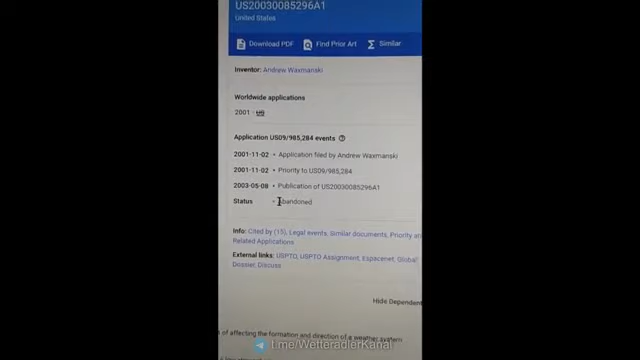 US20030085296A1
United States
Download PDF Find Prior Art Σ Similar
Inventor: Andrew Waxmanski
Worldwide applications
2001 · US
Application US09/985,284 events
2001-11-02 • Application filed by Andrew Waxmanski
2001-11-02 • Priority to US09/985,284
2003-05-08 • Publication of US20030085296A1
Status • Abandoned
Info: Cited by (15), Legal events, Similar documents, Priority
Related Applications
External links: USPTO, USPTO Assignment, Espacenet, Global
Dossier, Discuss
Hide Dependent
of affecting the formation and direction of a weather system
t.me/WetteradlerKanal